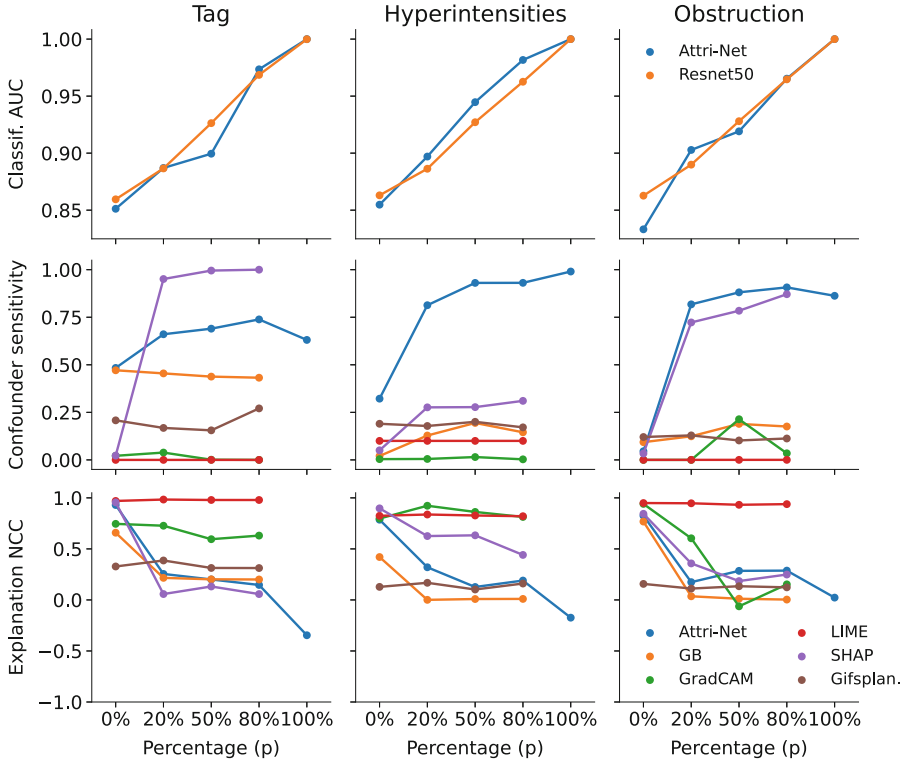 Tag
Hyperintensities
Obstruction
Classif. AUC
1.00
0.95
0.90
0.85
Attri-Net
Resnet50
Confounder sensitivity
1.00
0.75
0.50
0.25
0.00
Explanation NCC
1.0
0.5
0.0
−0.5
−1.0
Attri-Net
GB
GradCAM
LIME
SHAP
Gifsplan.
0% 20% 50% 80% 100%
0% 20% 50% 80% 100%
0% 20% 50% 80% 100%
Percentage (p)
Percentage (p)
Percentage (p)